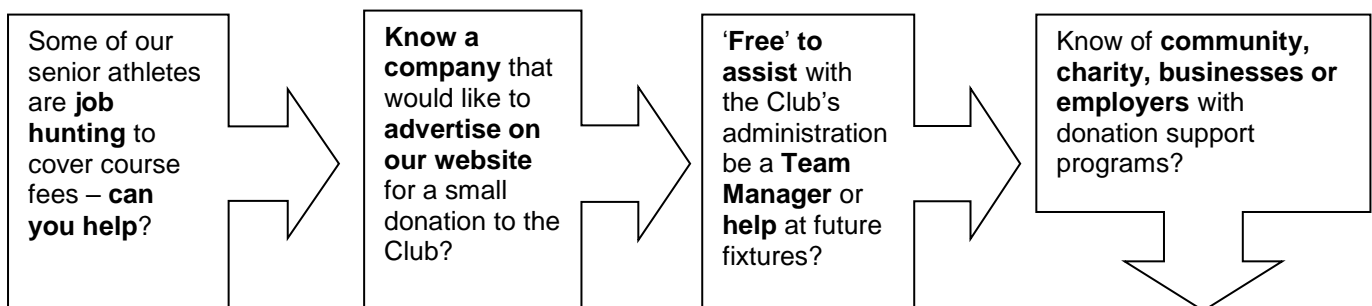 Some of our
senior athletes
are job
hunting to
cover course
fees – can
you help?
Know a
company that
would like to
advertise on
our website
for a small
donation to the
Club?
‘Free’ to
assist with
the Club’s
administration
be a Team
Manager or
help at future
fixtures?
Know of community,
charity, businesses or
employers with
donation support
programs?